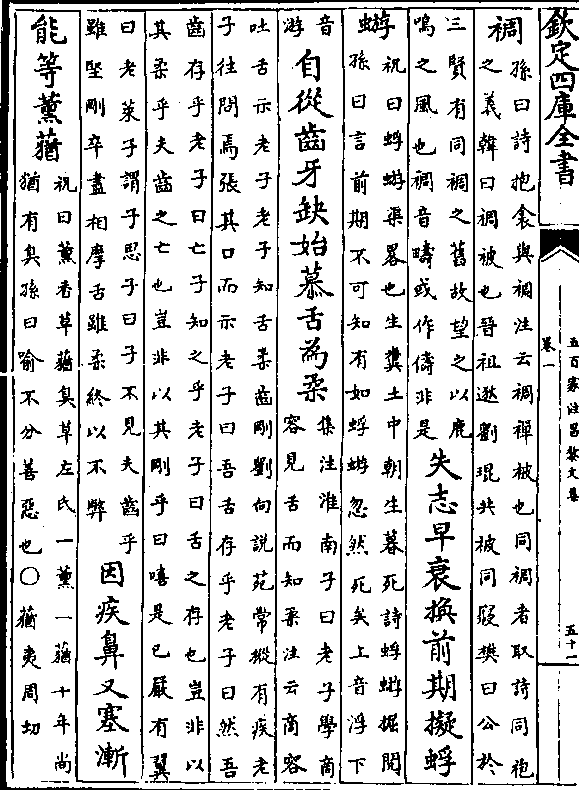 欽定四庫全書
五百家注昌黎文集
卷一
五十一
裯孫曰詩抱衾與裯注云裯襌被也同裯者取詩同袍
之義韓曰裯被也晉祖逖劉琨共被同寢樊曰公於
三賢有同裯之舊故望之以鹿
鳴之風也裯音疇或作儔非是
失志早衰換前期擬蜉
蝣祝曰蜉蝣渠畧也生糞土中朝生暮死詩蜉蝣掘閱
孫曰言前期不可知有如蜉蝣忽然死矣上音浮下
音
游
自從齒牙缺始慕舌為柔
集注淮南子曰老子學商
容見舌而知柔注云商容
吐舌示老子老子知舌柔齒剛劉向說苑常摐有疾老
子往問焉張其口而示老子曰吾舌存乎老子曰然吾
齒存乎老子曰亡子知之乎老子曰舌之存也豈非以
其柔乎夫齒之亡也豈非以其剛乎曰嘻是已厭有翼
曰老萊子謂子思子曰子不見夫齒乎
雖堅剛卒盡相摩舌雖柔終以不弊
因疾鼻又塞漸
能等薰蕕
祝曰薰香草蕕臭草左氏一薰一蕕十年尚
猶有臭孫曰喻不分善惡也○蕕夷周切